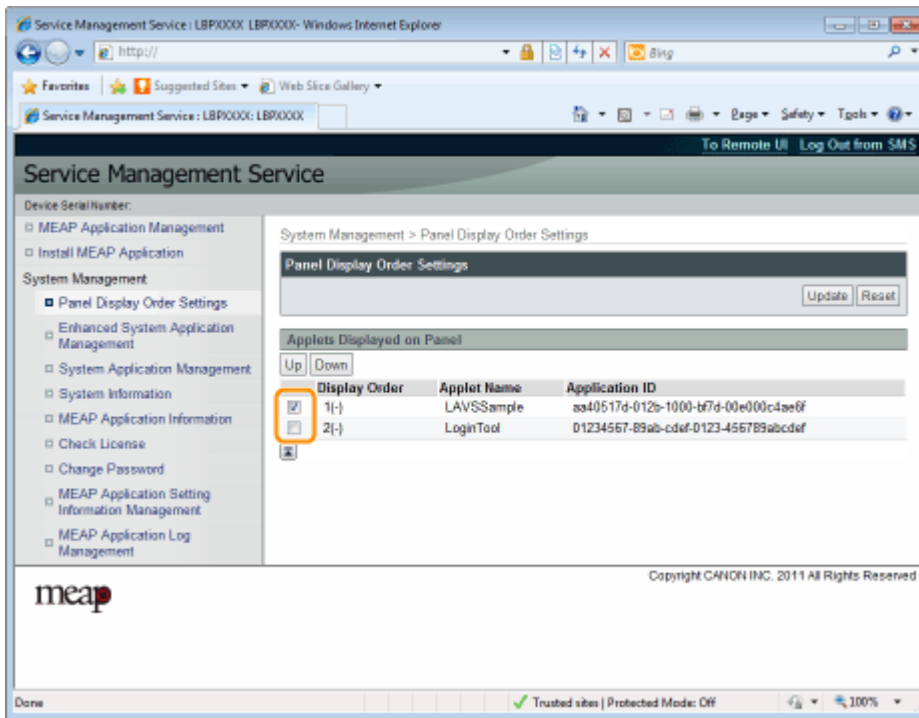 Service Management Service : LBPXXXX LBPXXXX- Windows Internet Explorer
http://
Bing
Favorites Suggested Sites Web Slice Gallery
Service Management Service : LBPXXXX: LBPXXXX
Page Safety Tools
To Remote UI Log Out from SMS
Service Management Service
Device Serial Number:
MEAP Application Management
Install MEAP Application
System Management
Panel Display Order Settings
Enhanced System Application
Management
System Application Management
System Information
MEAP Application Information
Check License
Change Password
MEAP Application Setting
Information Management
MEAP Application Log
Management
System Management > Panel Display Order Settings
Panel Display Order Settings
Update Reset
Applets Displayed on Panel
Up Down
Display Order Applet Name Application ID
1(-) LAVSSample aa40517d-012b-1000-bf7d-00e000c4ae6f
2(-) LoginTool 01234567-89ab-cdef-0123-456789abcdef
Copyright CANON INC. 2011 All Rights Reserved
meap
Done Trusted sites | Protected Mode: Off 100%